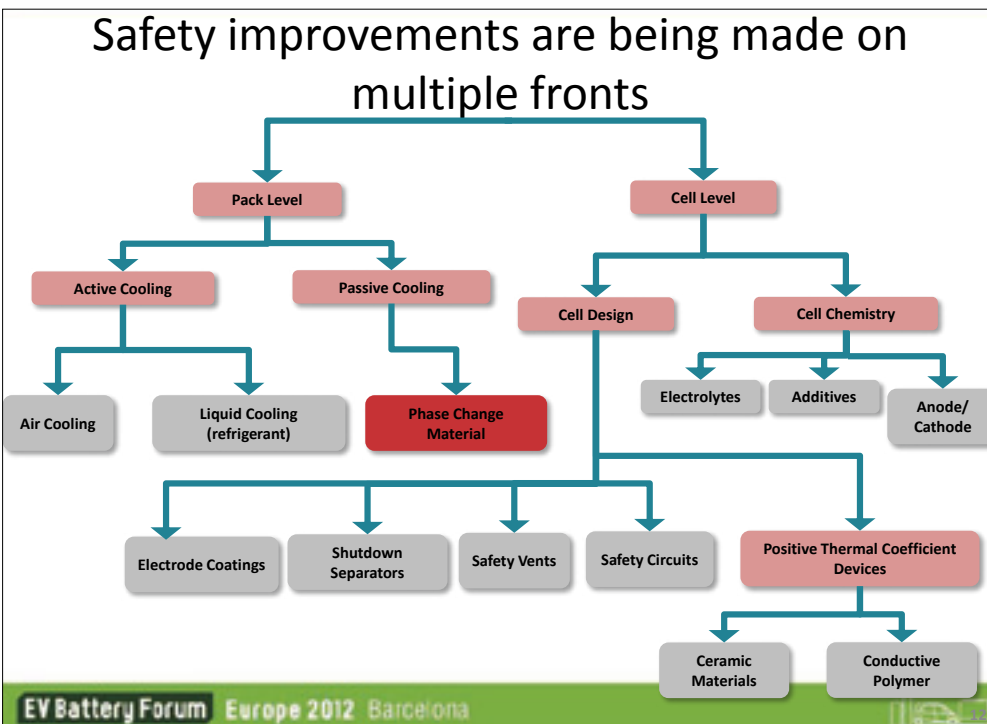 Safety improvements are being made on
multiple fronts
Pack Level
Cell Level
Active Cooling
Passive Cooling
Cell Design
Cell Chemistry
Air Cooling
Liquid Cooling
(refrigerant)
Phase Change
Material
Electrolytes
Additives
Anode/
Cathode
Electrode Coatings
Shutdown
Separators
Safety Vents
Safety Circuits
Positive Thermal Coefficient
Devices
Ceramic
Materials
Conductive
Polymer
EV Battery Forum Europe 2012 Barcelona
12